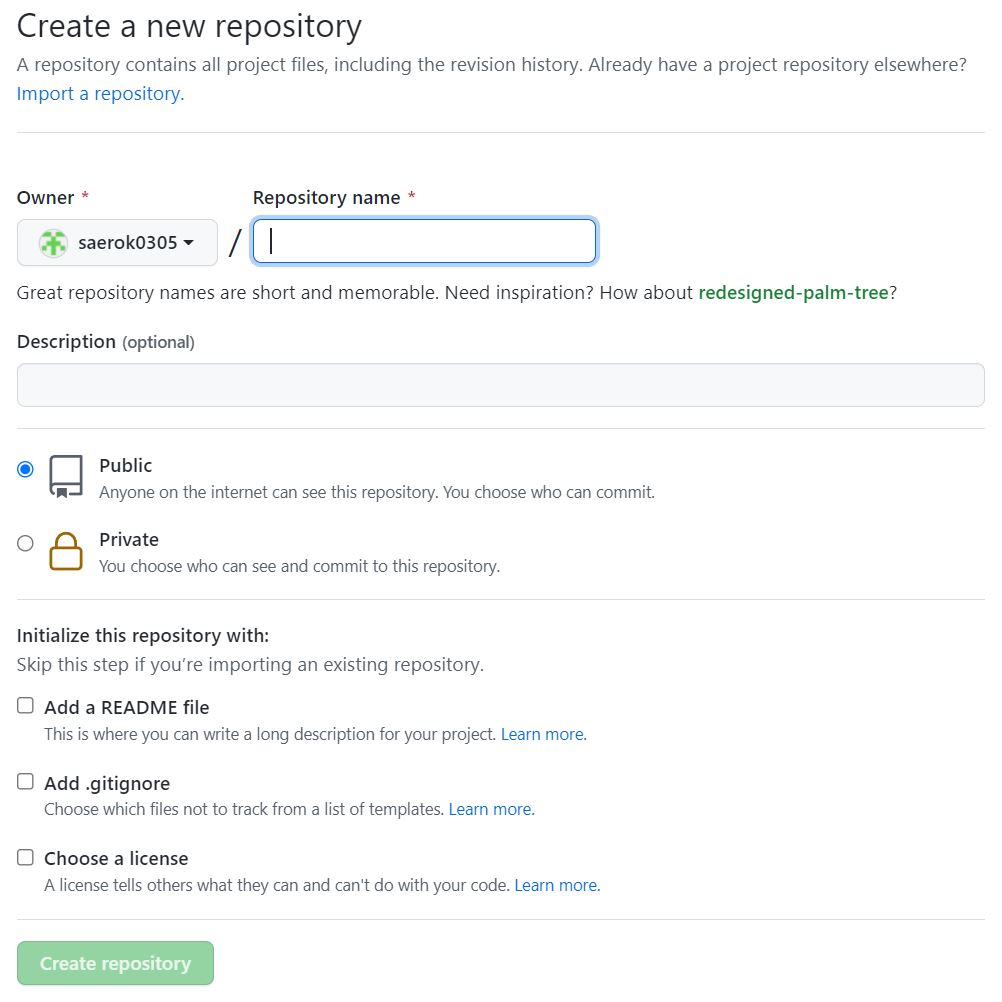 Create a new repository
A repository contains all project files, including the revision history. Already have a project repository elsewhere?
Import a repository.
Owner * Repository name *
saerok0305 /
Great repository names are short and memorable. Need inspiration? How about redesigned-palm-tree?
Description (optional)
Public
Anyone on the internet can see this repository. You choose who can commit.
Private
You choose who can see and commit to this repository.
Initialize this repository with:
Skip this step if you’re importing an existing repository.
Add a README file
This is where you can write a long description for your project. Learn more.
Add .gitignore
Choose which files not to track from a list of templates. Learn more.
Choose a license
A license tells others what they can and can't do with your code. Learn more.
Create repository